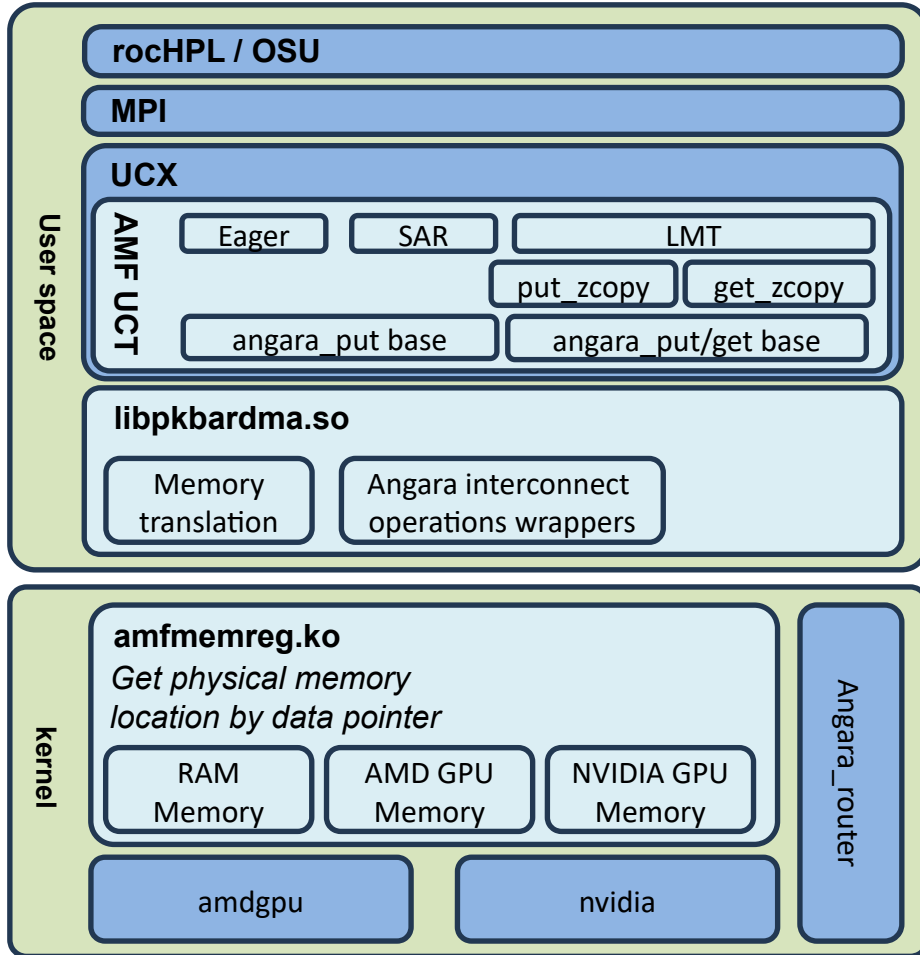 User space
rocHPL / OSU
MPI
UCX
AMF UCT
Eager
SAR
LMT
put_zcopy
get_zcopy
angara_put base
angara_put/get base
libpkbardma.so
Memory
translation
Angara interconnect
operations wrappers
kernel
amfmemreg.ko
Get physical memory
location by data pointer
RAM
Memory
AMD GPU
Memory
NVIDIA GPU
Memory
amdgpu
nvidia
Angara_router